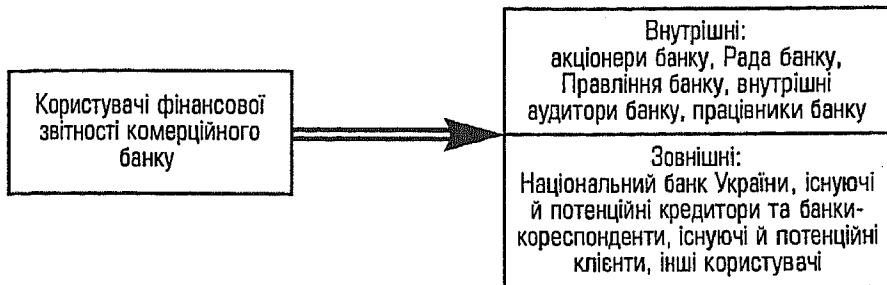 Користувачі фінансової
звітності комерційного
банку
Внутрішні:
акціонери банку, Рада банку,
Правління банку, внутрішні
аудитори банку, працівники банку
Зовнішні:
Національний банк України, існуючі
й потенційні кредитори та банки-
кореспонденти, існуючі й потенційні
клієнти, інші користувачі